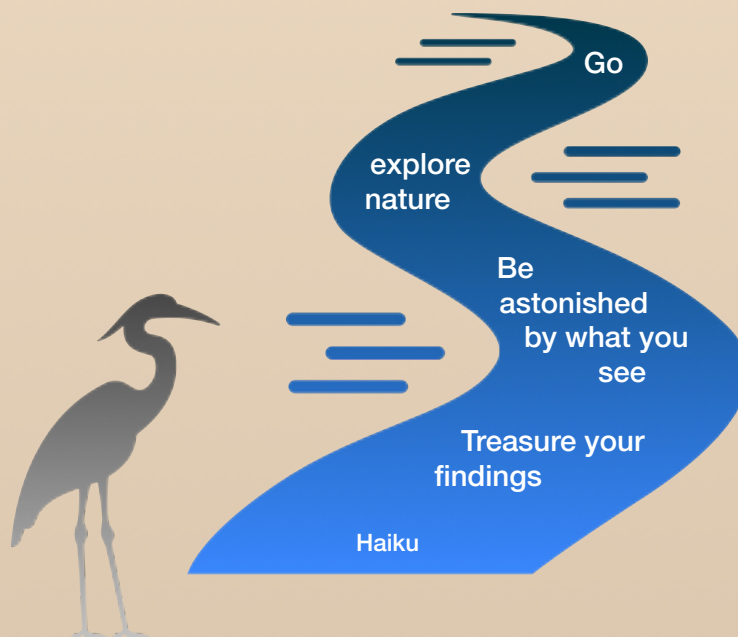 Go
explore
nature
Be
astonished
by what you
see
Treasure your
findings
Haiku